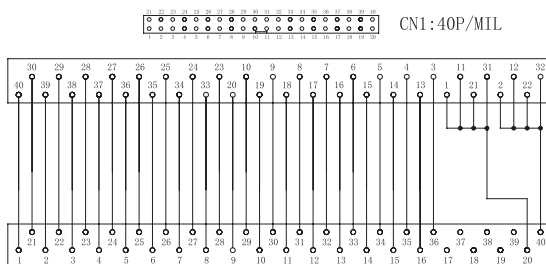 21 22 23 24 25 26 27 28 29 30 31 32 33 34 35 36 37 38 39 40
1 2 3 4 5 6 7 8 9 10 11 12 13 14 15 16 17 18 19 20
CN1:40P/MIL
30 29 28 27 26 25 24 23 10 9 8 7 6 5 4 3 11 31 12 32
40 39 38 37 36 35 34 33 20 19 18 17 16 15 14 13 1 21 2 22
21 22 23 24 25 26 27 28 29 30 31 32 33 34 35 36 37 38 39 40
1 2 3 4 5 6 7 8 9 10 11 12 13 14 15 16 17 18 19 20